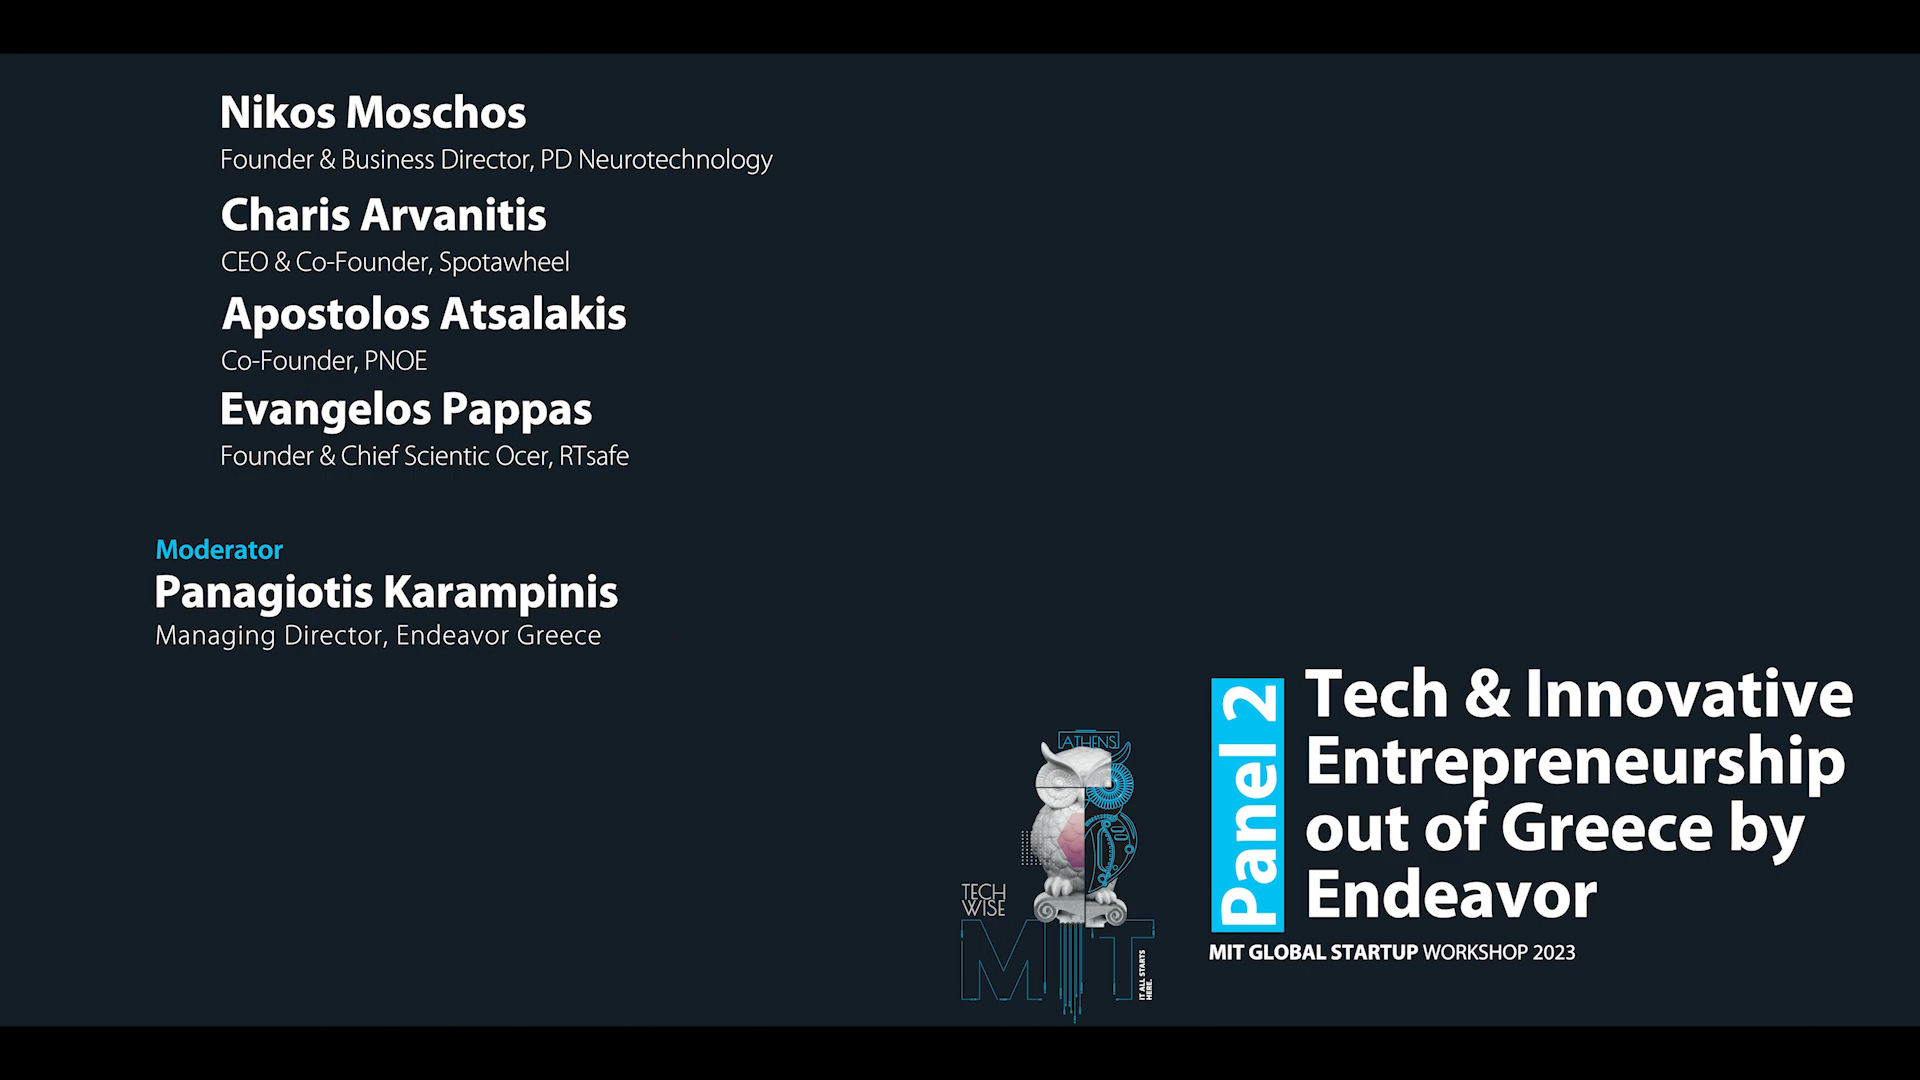 Nikos Moschos
Founder & Business Director, PD Neurotechnology
Charis Arvanitis
CEO & Co-Founder, Spotawheel
Apostolos Atsalakis
Co-Founder, PNOE
Evangelos Pappas
Founder & Chief Scientic Ocer, RTsafe
Moderator
Panagiotis Karampinis
Managing Director, Endeavor Greece
Panel 2
Tech & Innovative
Entrepreneurship
out of Greece by
Endeavor
MIT GLOBAL STARTUP WORKSHOP 2023
ATHENS
TECH
WISE
MIT
IT ALL STARTS
HERE.